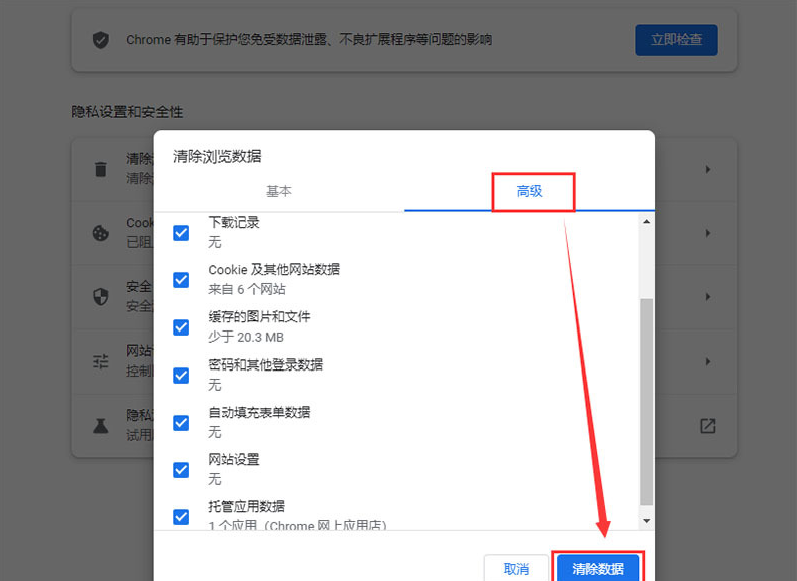 Chrome 有助于保护您免受数据泄露、不良扩展程序等问题的影响
立即检查
隐私设置和安全性
清除浏览数据
基本
高级
清除
清除
Cook
已阻
安全
安全
网站
控制
隐私
试用
下载记录
无
Cookie 及其他网站数据
来自 6 个网站
缓存的图片和文件
少于 20.3 MB
密码和其他登录数据
无
自动填充表单数据
无
网站设置
无
托管应用数据
1 个应用（Chrome 网上应用店）
取消
清除数据